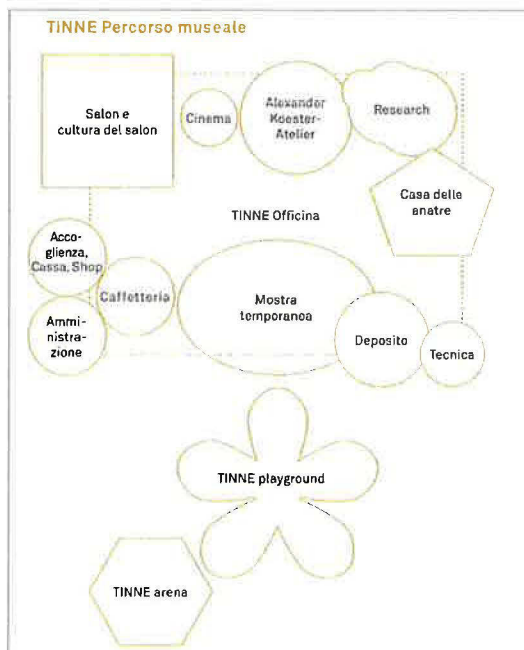 TINNE Percorso museale
Salon e
cultura del salon
Cinema
Alexander
Koester-
Atelier
Research
Casa delle
anatre
TINNE Officina
Acco-
glienza,
Cassa, Shop
Caffetteria
Mostra
temporanea
Ammi-
nistra-
zione
Deposito
Tecnica
TINNE playground
TINNE arena